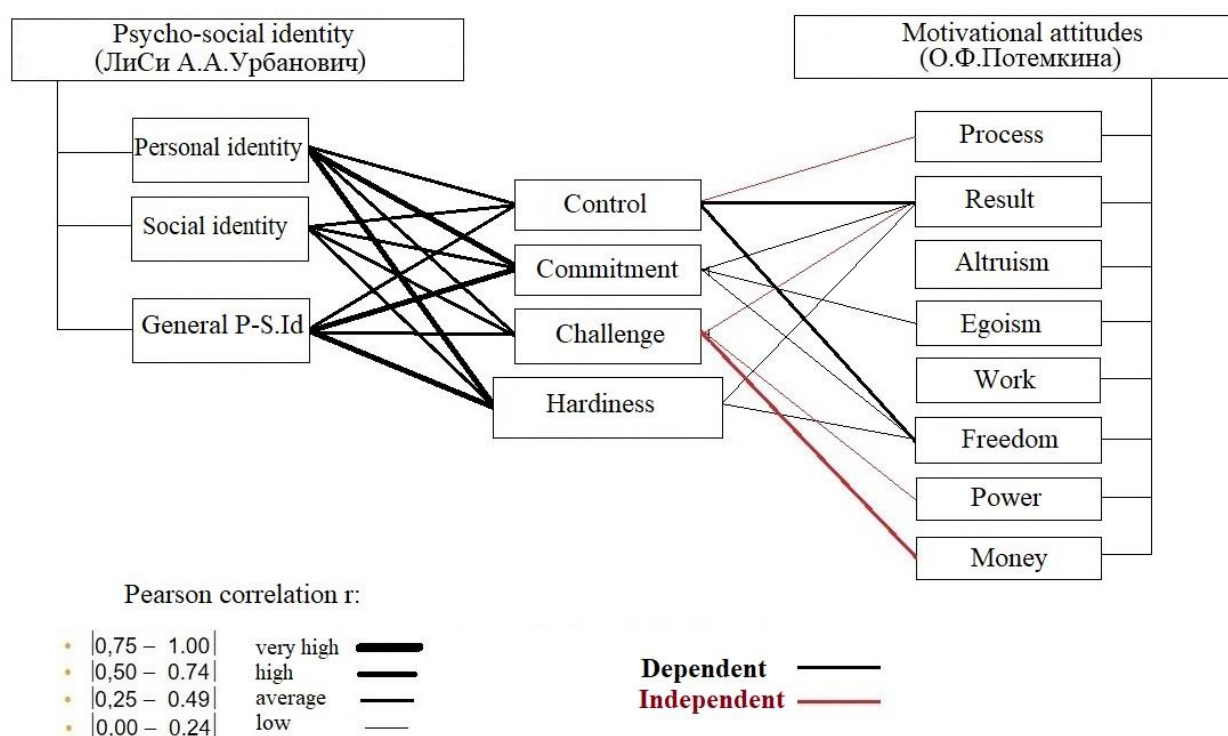 Psycho-social identity
(ЛиСи А.А.Урбанович)
Motivational attitudes
(О.Ф.Потемкина)
Personal identity
Social identity
General P-S.Id
Control
Commitment
Challenge
Hardiness
Process
Result
Altruism
Egoism
Work
Freedom
Power
Money
Pearson correlation r:
• |0,75 – 1.00| very high
• |0,50 – 0.74| high
• |0,25 – 0.49| average
• |0.00 – 0.24| low
Dependent
Independent